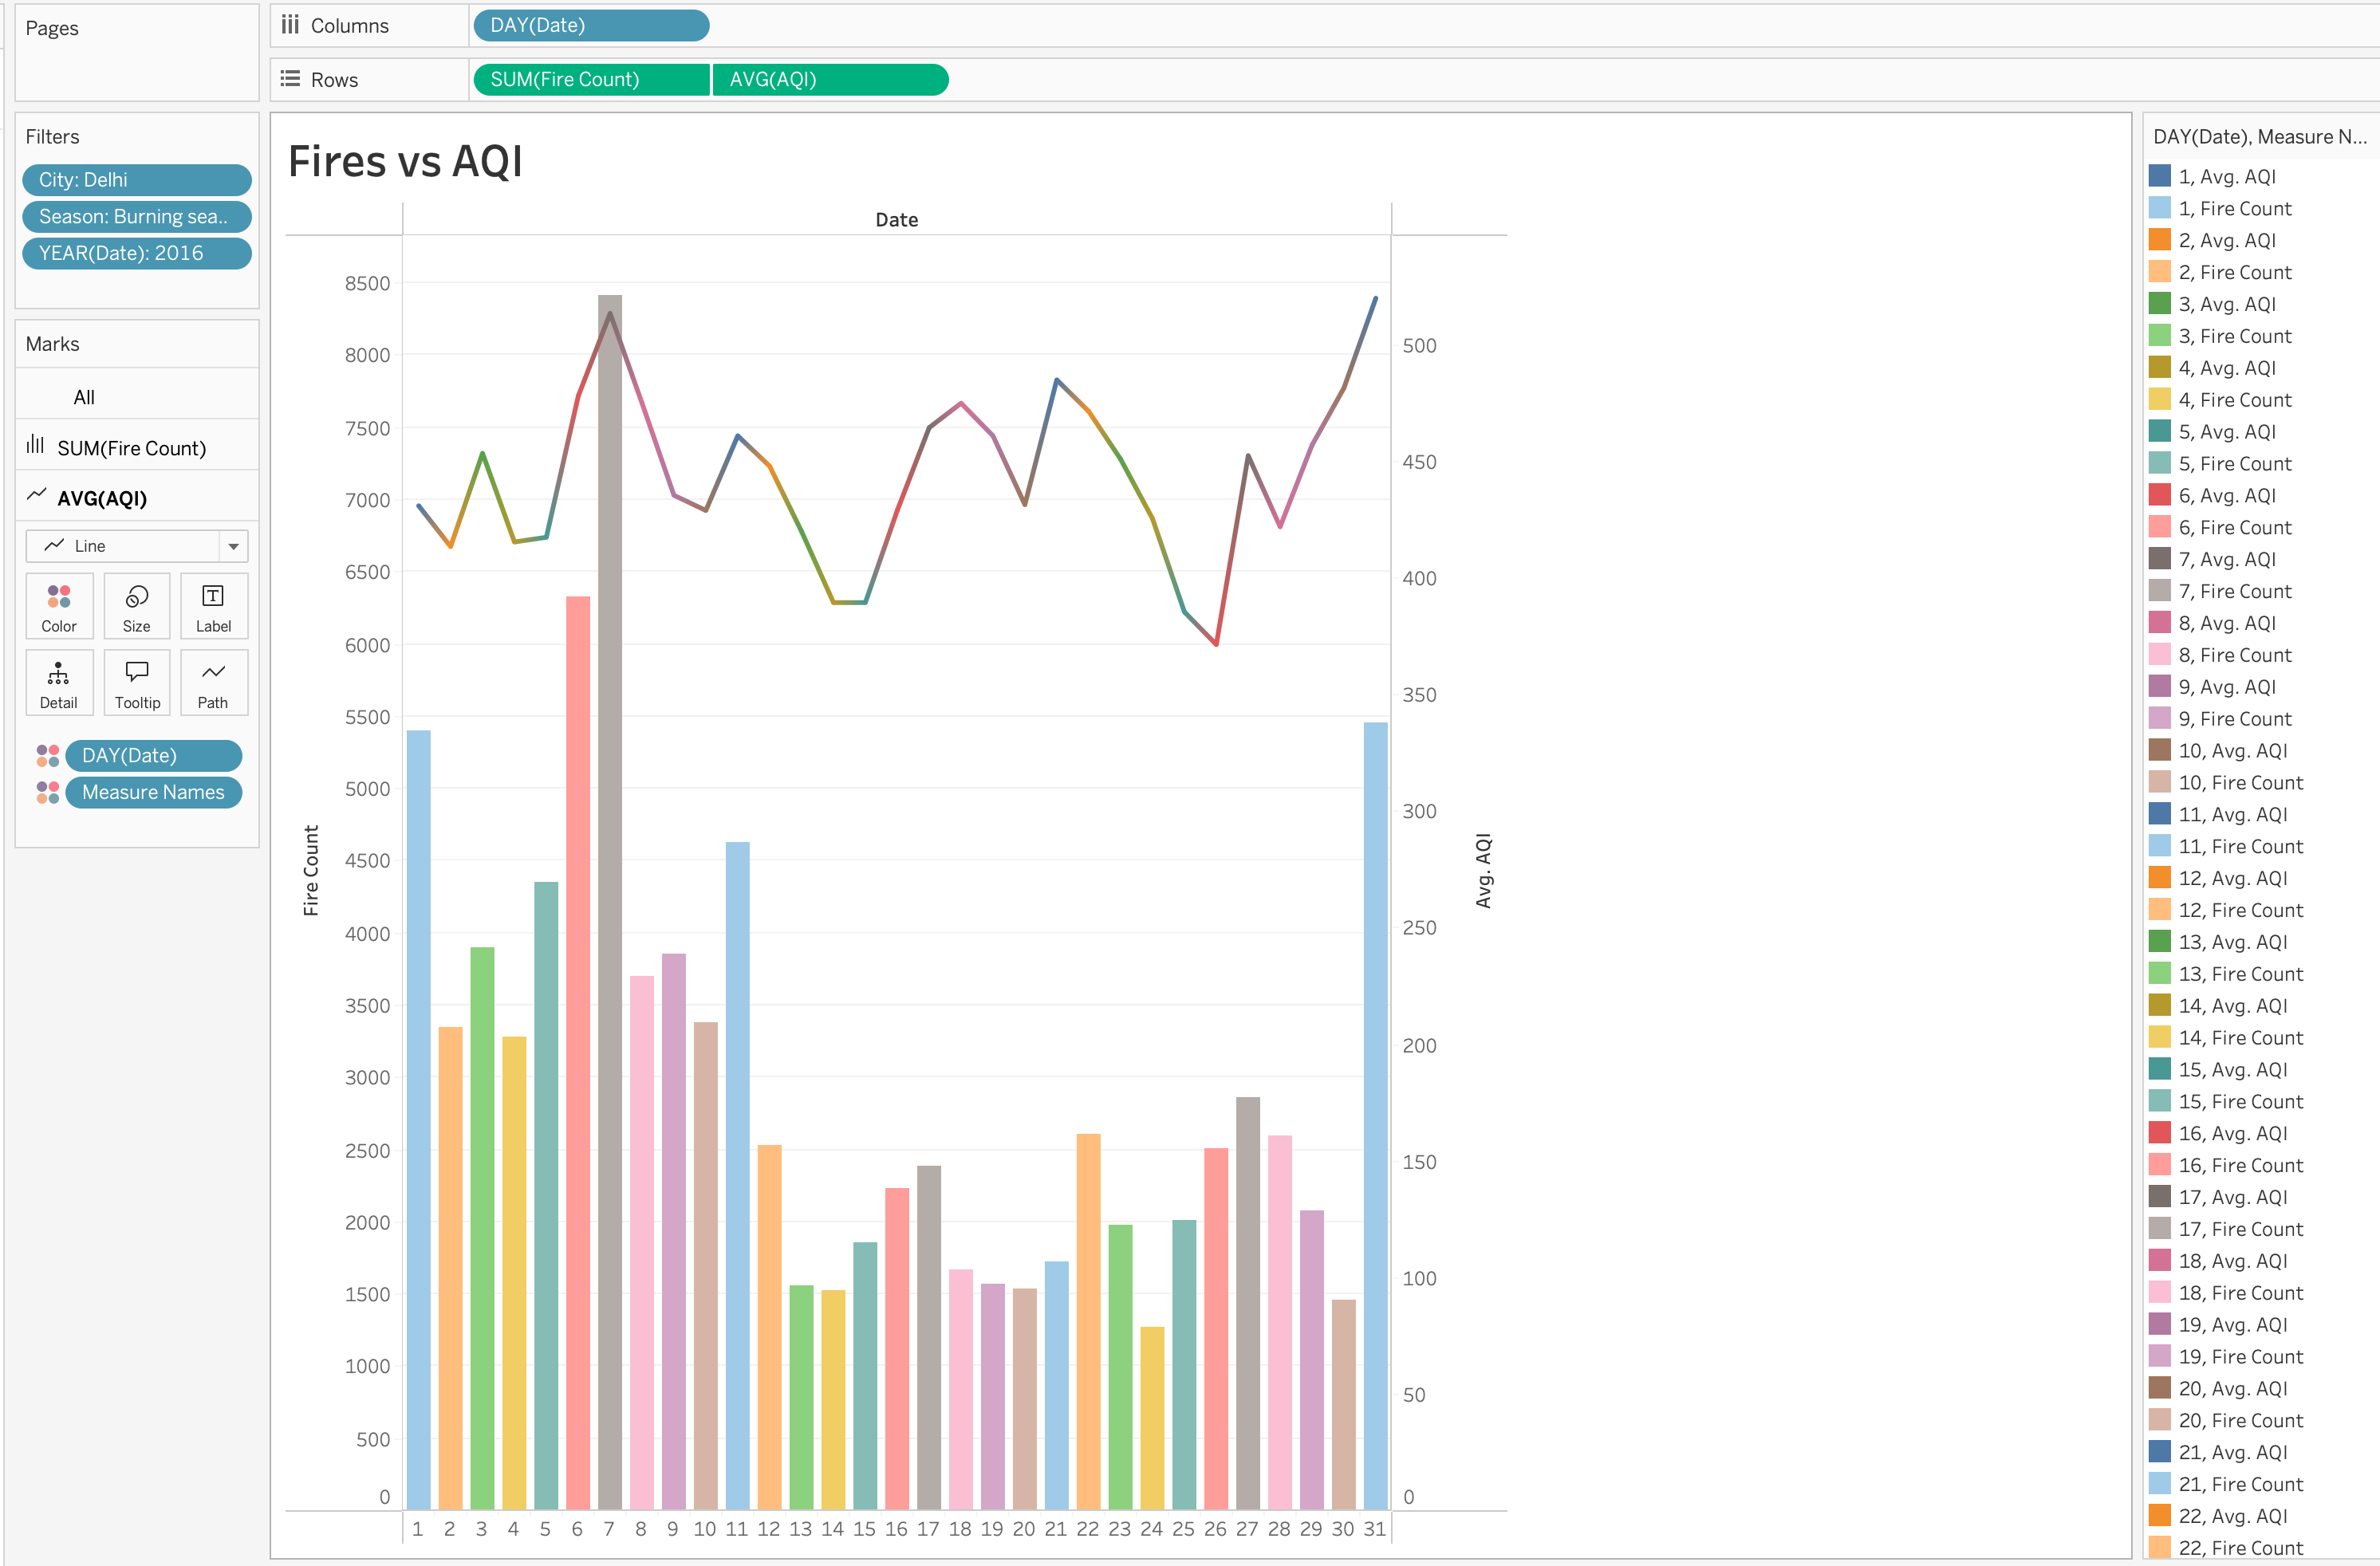 Pages
Columns
DAY(Date)
Rows
SUM(Fire Count)
AVG(AQI)
Filters
City: Delhi
Season: Burning sea..
YEAR(Date): 2016
Marks
All
SUM(Fire Count)
AVG(AQI)
Line
Color
Size
Label
Detail
Tooltip
Path
DAY(Date)
Measure Names
Fires vs AQI
Date
8500
8000
7500
7000
6500
6000
5500
5000
4500
4000
3500
3000
2500
2000
1500
1000
500
0
Fire Count
500
450
400
350
300
250
200
150
100
50
0
Avg. AQI
1 2 3 4 5 6 7 8 9 10 11 12 13 14 15 16 17 18 19 20 21 22 23 24 25 26 27 28 29 30 31
DAY(Date), Measure N...
1, Avg. AQI
1, Fire Count
2, Avg. AQI
2, Fire Count
3, Avg. AQI
3, Fire Count
4, Avg. AQI
4, Fire Count
5, Avg. AQI
5, Fire Count
6, Avg. AQI
6, Fire Count
7, Avg. AQI
7, Fire Count
8, Avg. AQI
8, Fire Count
9, Avg. AQI
9, Fire Count
10, Avg. AQI
10, Fire Count
11, Avg. AQI
11, Fire Count
12, Avg. AQI
12, Fire Count
13, Avg. AQI
13, Fire Count
14, Avg. AQI
14, Fire Count
15, Avg. AQI
15, Fire Count
16, Avg. AQI
16, Fire Count
17, Avg. AQI
17, Fire Count
18, Avg. AQI
18, Fire Count
19, Avg. AQI
19, Fire Count
20, Avg. AQI
20, Fire Count
21, Avg. AQI
21, Fire Count
22, Avg. AQI
22, Fire Count